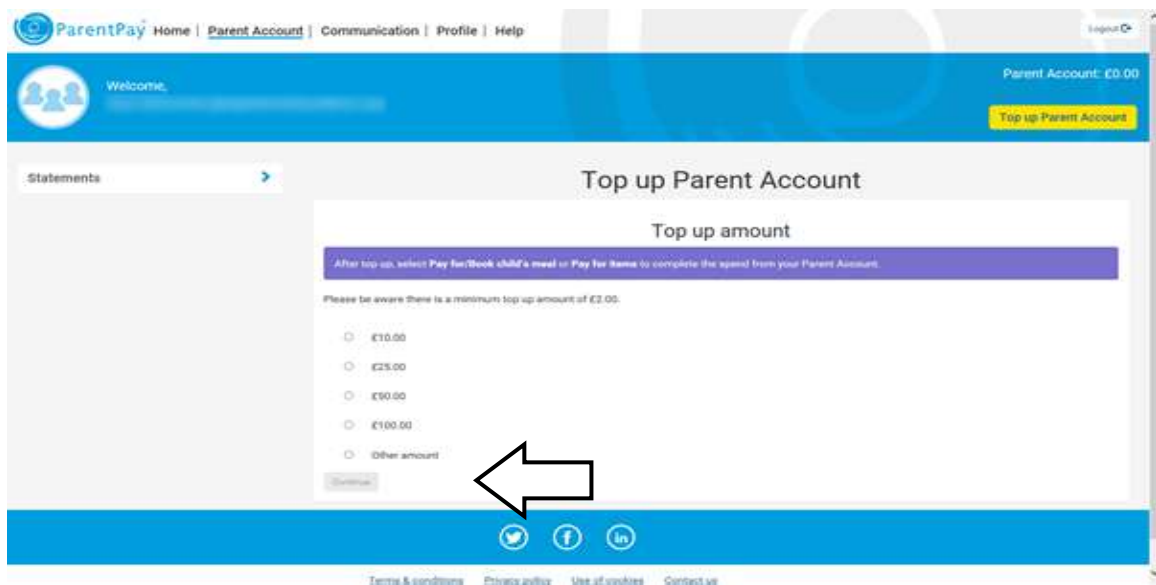 ParentPay Home | Parent Account | Communication | Profile | Help
Logout
Welcome,
Parent Account: £0.00
Top up Parent Account
Statements
Top up Parent Account
Top up amount
After top up, select Pay for/Book child's meal or Pay for items to complete the spend from your Parent Account.
Please be aware there is a minimum top up amount of £2.00.
£10.00
£25.00
£50.00
£100.00
Other amount
Continue
Terms & conditions Privacy policy Use of cookies Contact us